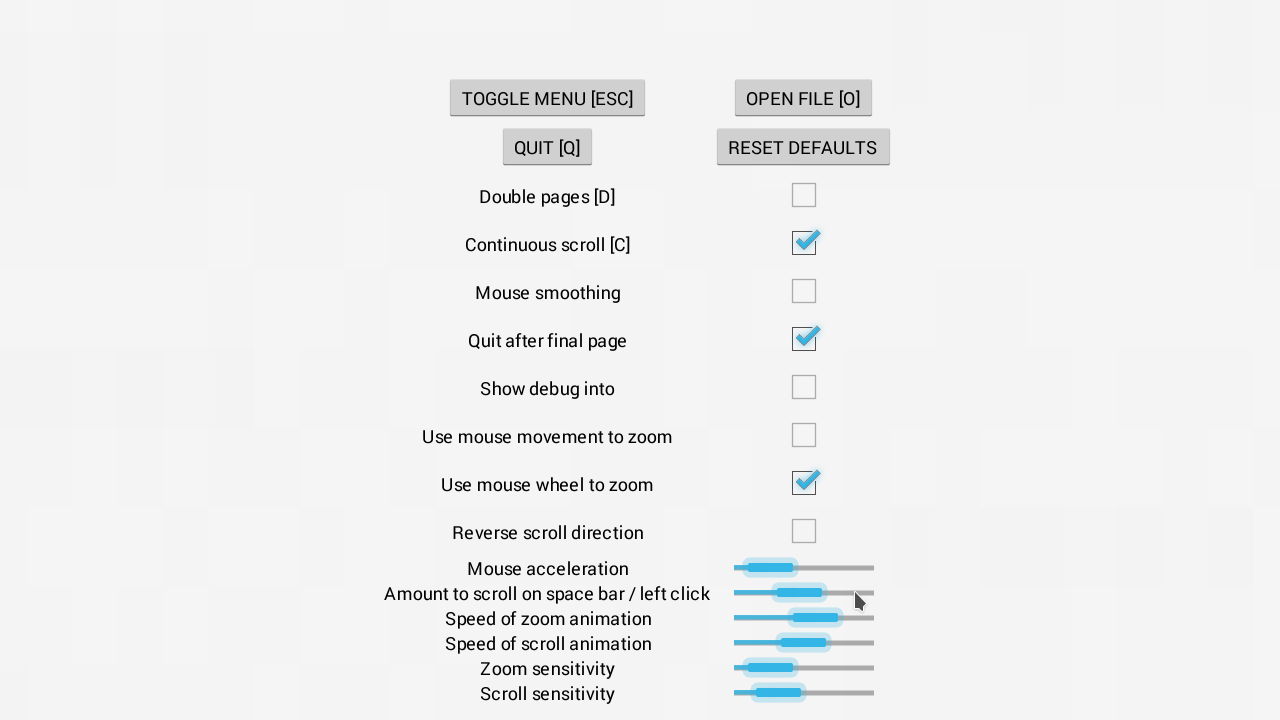 TOGGLE MENU [ESC] OPEN FILE [O]
QUIT [Q] RESET DEFAULTS
Double pages [D]
Continuous scroll [C]
Mouse smoothing
Quit after final page
Show debug into
Use mouse movement to zoom
Use mouse wheel to zoom
Reverse scroll direction
Mouse acceleration
Amount to scroll on space bar / left click
Speed of zoom animation
Speed of scroll animation
Zoom sensitivity
Scroll sensitivity